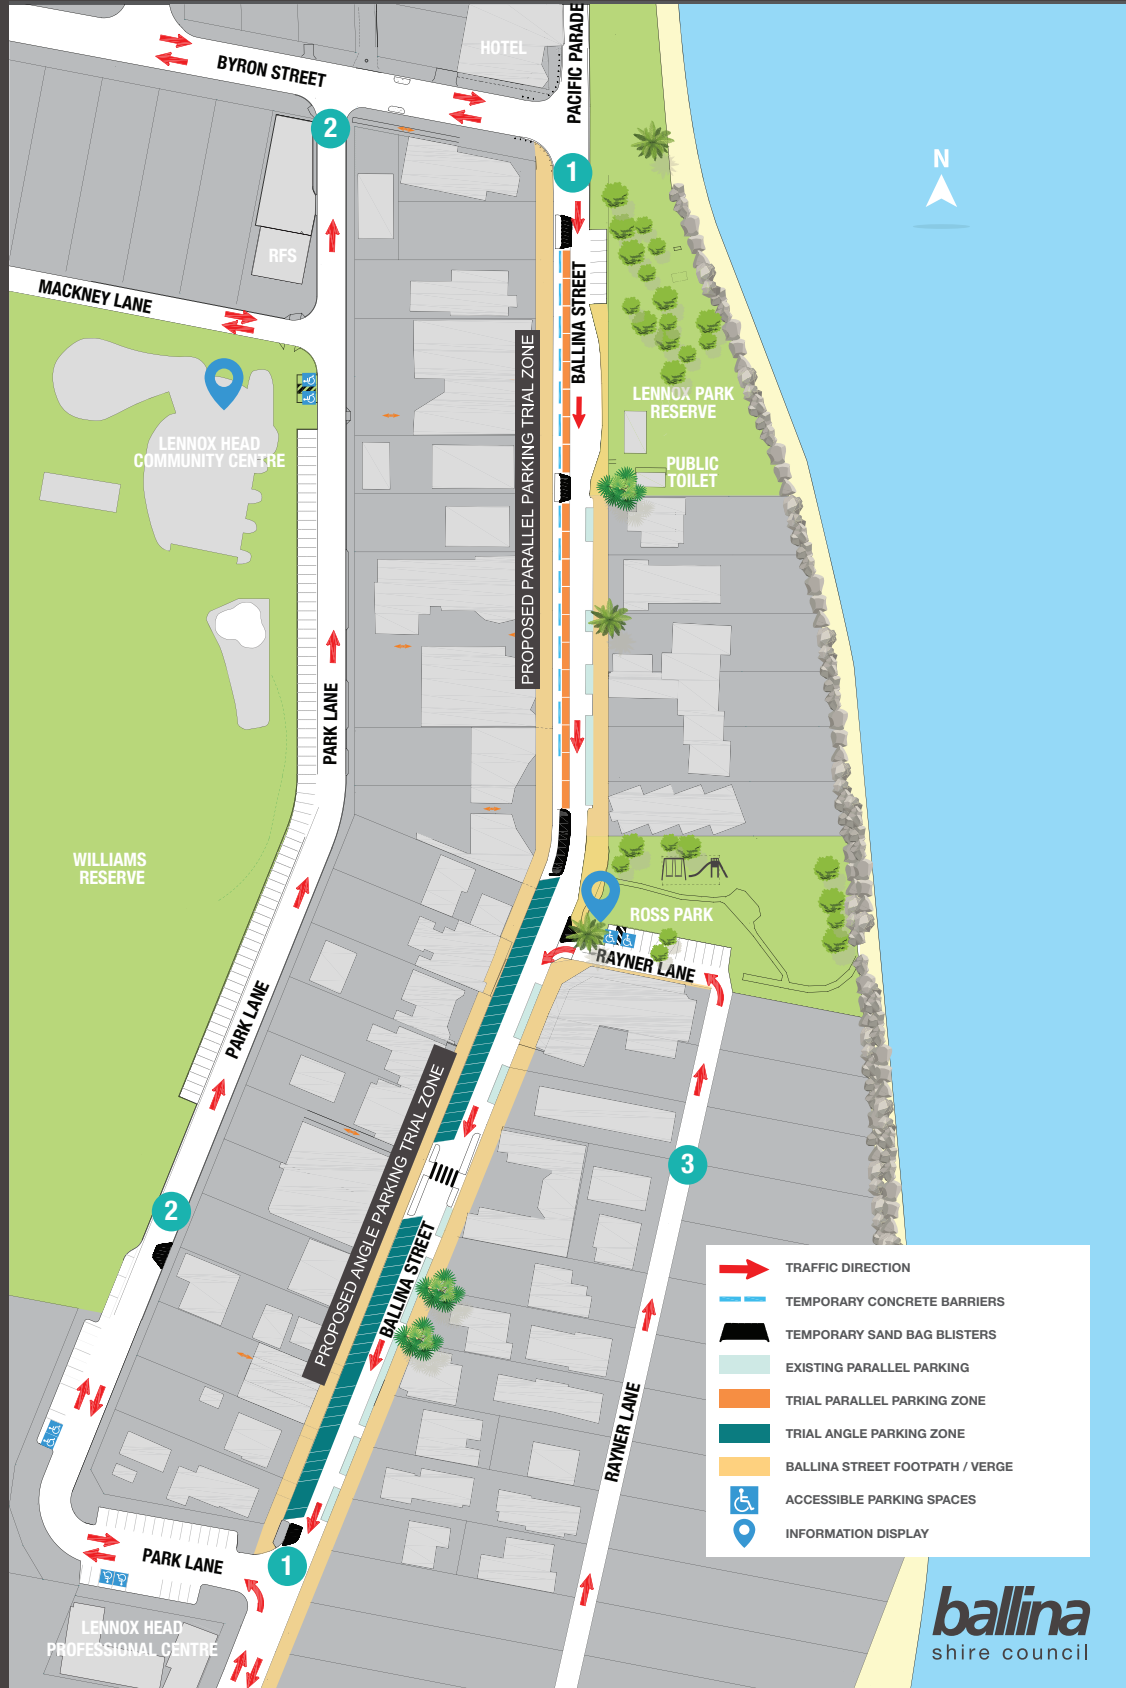 HOTEL
PACIFIC PARADE
BYRON STREET
2
1
N
RFS
MACKNEY LANE
BALLINA STREET
PROPOSED PARALLEL PARKING TRIAL ZONE
LENNOX PARK
RESERVE
LENNOX HEAD
COMMUNITY CENTRE
PUBLIC
TOILET
PARK LANE
WILLIAMS
RESERVE
ROSS PARK
RAYNER LANE
PARK LANE
PROPOSED ANGLE PARKING TRIAL ZONE
3
2
BALLINA STREET
RAYNER LANE
TRAFFIC DIRECTION
TEMPORARY CONCRETE BARRIERS
TEMPORARY SAND BAG BLISTERS
EXISTING PARALLEL PARKING
TRIAL PARALLEL PARKING ZONE
TRIAL ANGLE PARKING ZONE
BALLINA STREET FOOTPATH / VERGE
ACCESSIBLE PARKING SPACES
INFORMATION DISPLAY
PARK LANE
1
LENNOX HEAD
PROFESSIONAL CENTRE
ballina
shire council